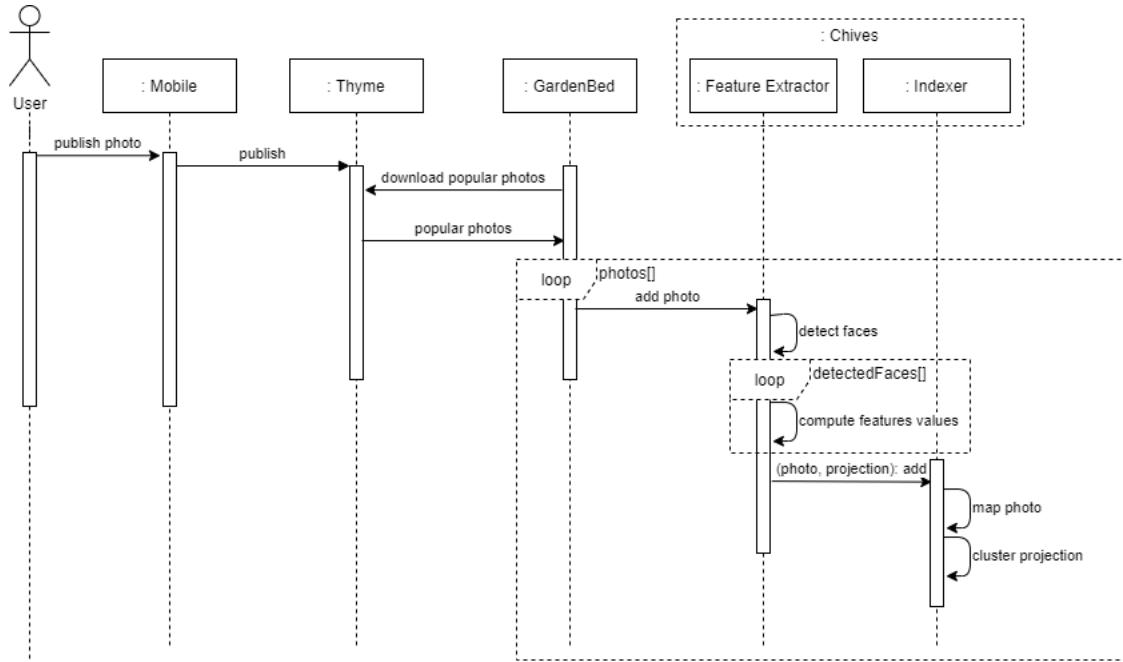 : Chives
User
: Mobile
: Thyme
: GardenBed
: Feature Extractor
: Indexer
publish photo
publish
download popular photos
popular photos
loop
photos[]
add photo
detect faces
loop
detectedFaces[]
compute features values
(photo, projection): add
map photo
cluster projection